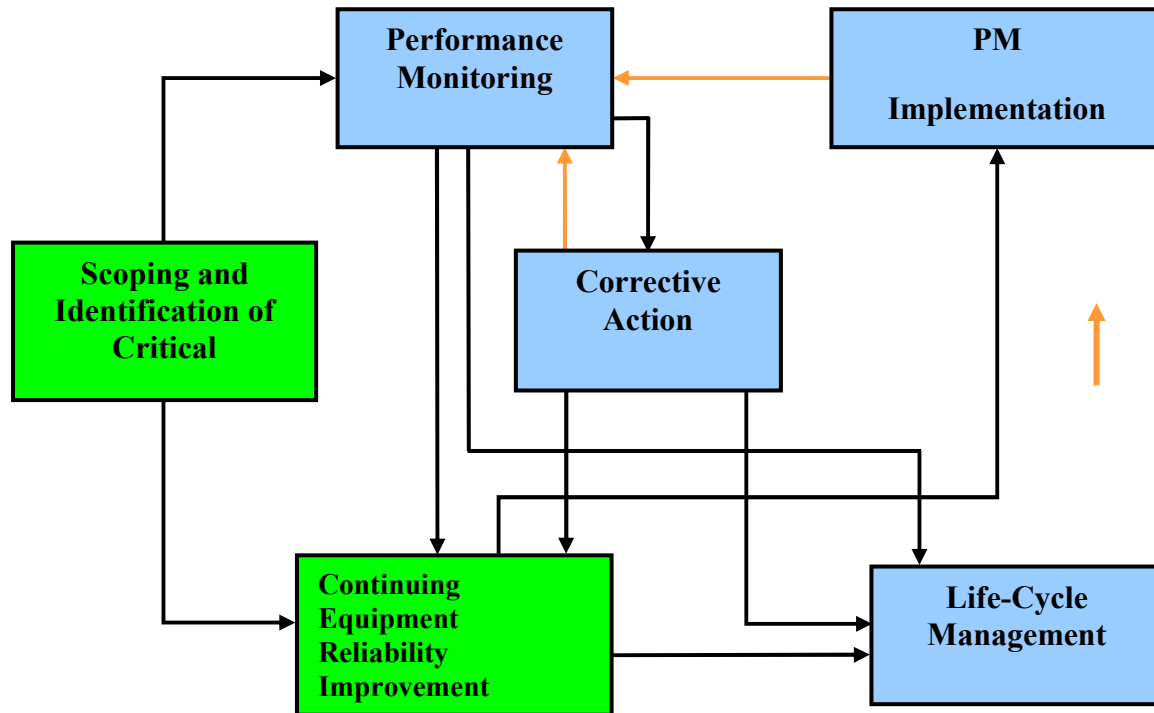 Performance
Monitoring
PM
Implementation
Scoping and
Identification of
Critical
Corrective
Action
Continuing
Equipment
Reliability
Improvement
Life-Cycle
Management